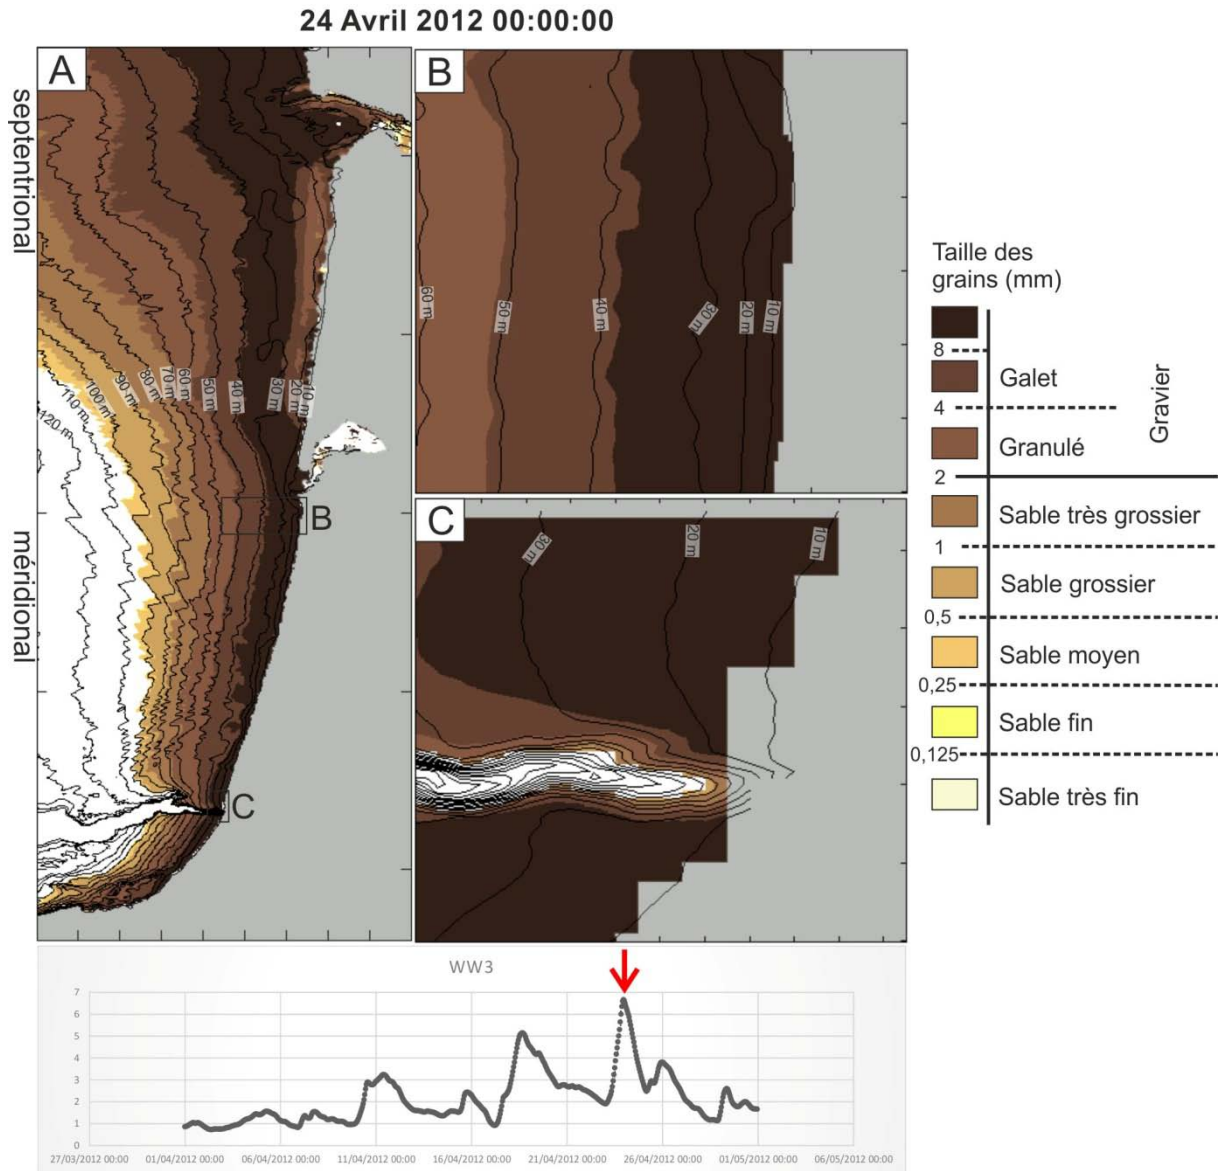 24 Avril 2012 00:00:00
A
septentrional
méridional
120 m
110 m
100 m
90 m
80 m
70 m
60 m
50 m
40 m
30 m
20 m
10 m
B
C
B
60 m
50 m
40 m
30 m
20 m
10 m
C
30 m
20 m
10 m
Taille des
grains (mm)
8
Galet
4
Granulé
Gravier
2
Sable très grossier
1
Sable grossier
0,5
Sable moyen
0,25
Sable fin
0,125
Sable très fin
WW3
7
6
5
4
3
2
1
0
27/03/2012 00:00 01/04/2012 00:00 06/04/2012 00:00 11/04/2012 00:00 16/04/2012 00:00 21/04/2012 00:00 26/04/2012 00:00 01/05/2012 00:00 06/05/2012 00:00